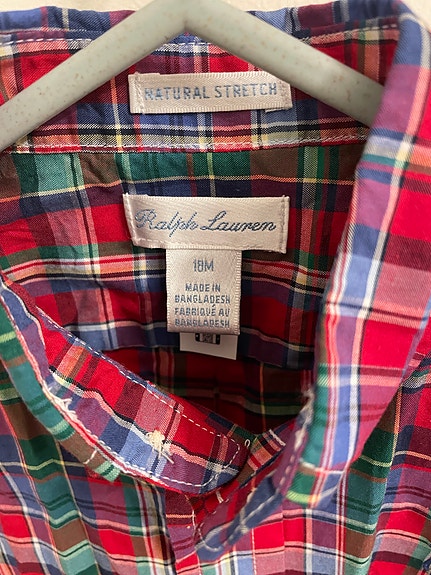 NATURAL STRETCH
Ralph Lauren
18M
MADE IN
BANGLADESH
FABRIQUÉ AU
BANGLADESH